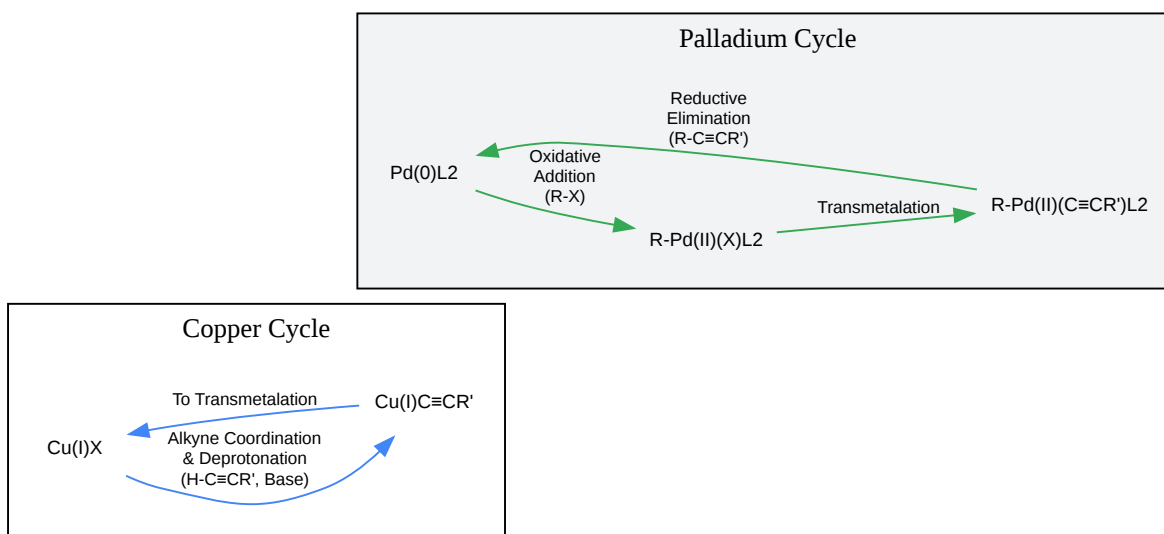 Palladium Cycle
Reductive
Elimination
(R-C≡CR')
Oxidative
Addition
(R-X)
Pd(0)L2
Transmetalation
R-Pd(II)(C≡CR')L2
R-Pd(II)(X)L2
Copper Cycle
To Transmetalation
Cu(I)C≡CR'
Alkyne Coordination
& Deprotonation
(H-C≡CR', Base)
Cu(I)X